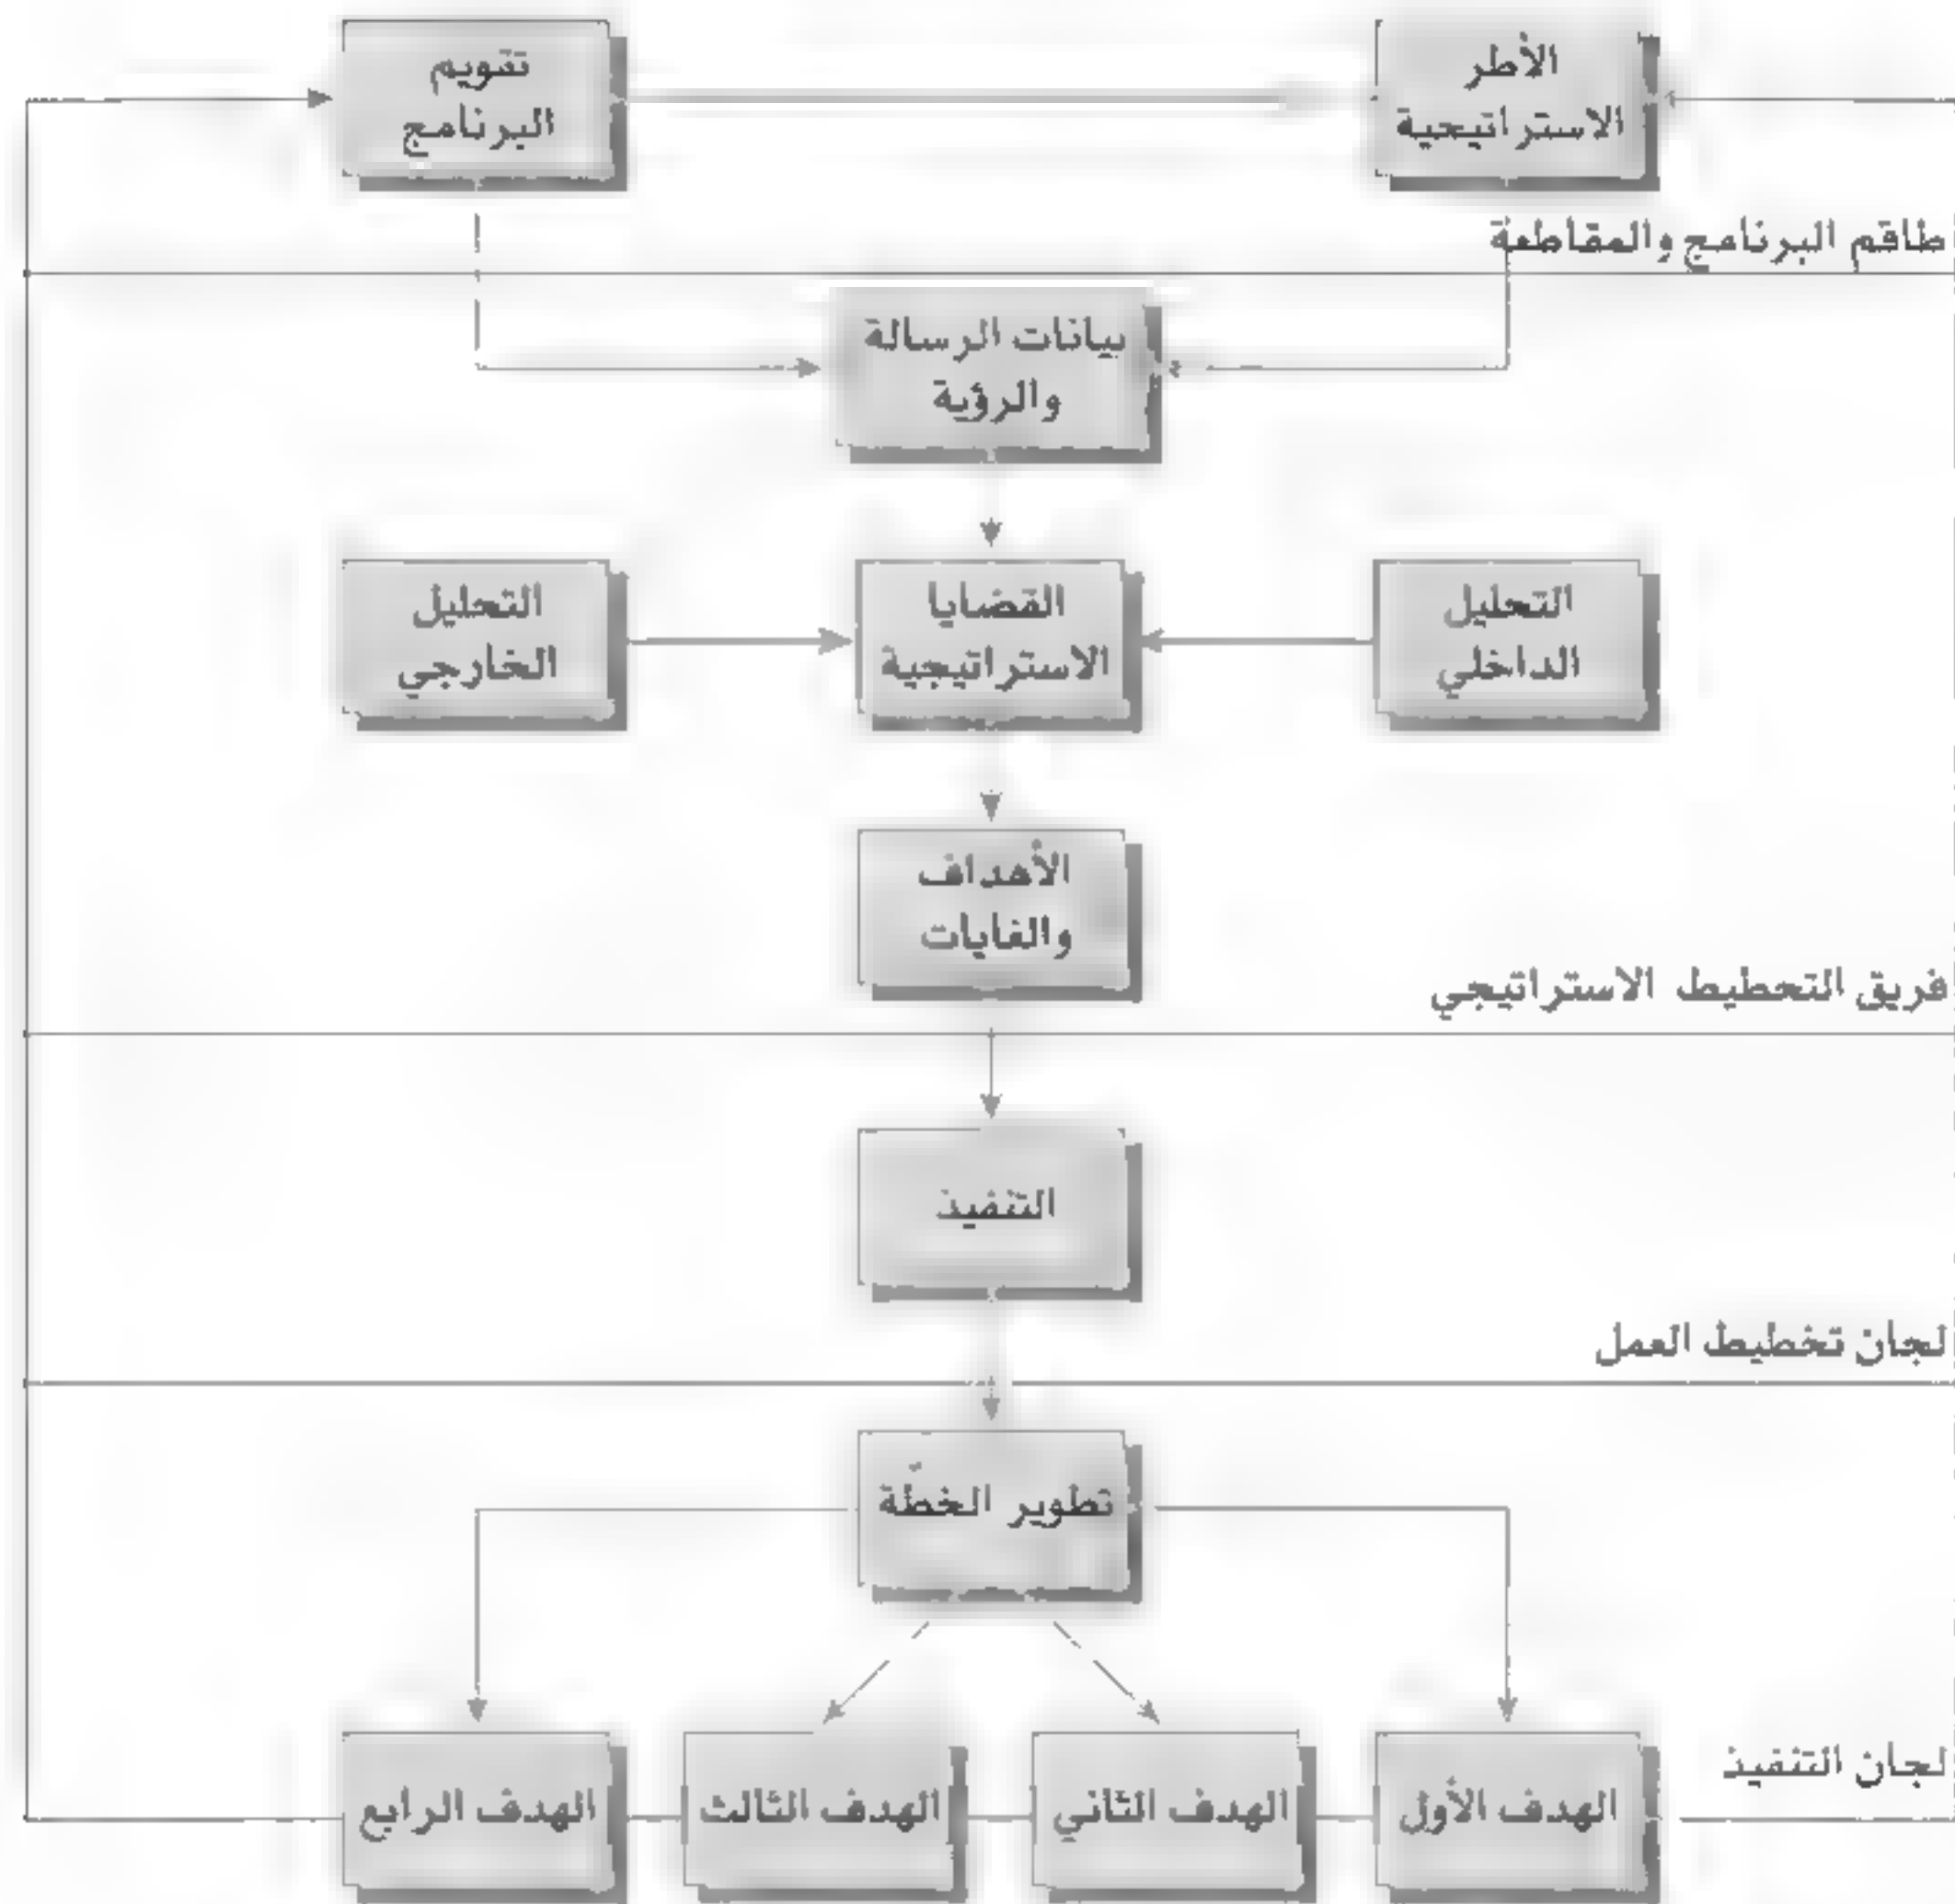 الأطر
الاستراتيجية
تقويم
البرنامج
طاقم البرنامج والمقاطعة
بيانات الرسالة
والرؤية
التحليل
الداخلي
القضايا
الاستراتيجية
التحليل
الخارجي
الأهداف
والغايات
فريق التخطيط الاستراتيجي
التنفيذ
لجان تخطيط العمل
تطوير الخطّة
لجان التنفيذ
الهدف الأول
الهدف الثاني
الهدف الثالث
الهدف الرابع